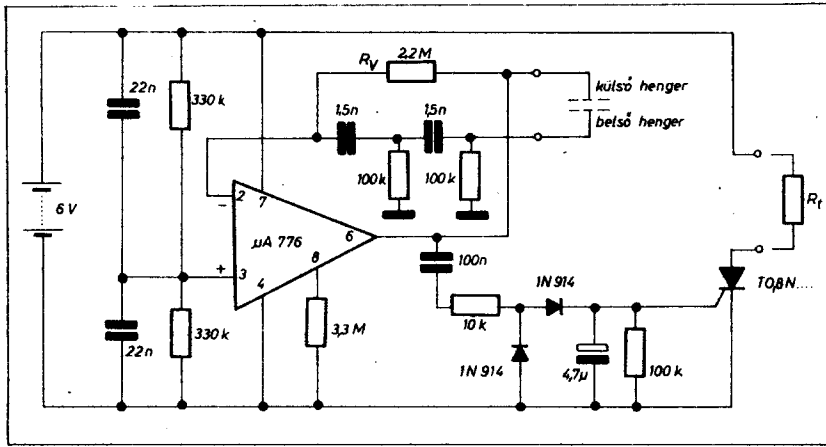 22n
330 k
R_V
2,2 M
külső henger
belső henger
1,5n
1,5n
100 k
100 k
6 V
2
−
7
μA 776
6
+
3
4
8
22n
330 k
3,3 M
100n
10 k
1N 914
1N 914
4,7μ
100 k
R_t
T0,8N....